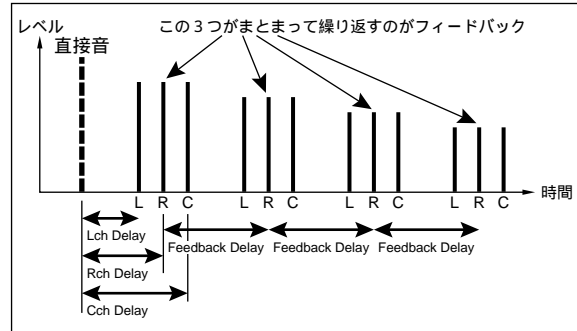 レベル
この3つがまとまって繰り返すのがフィードバック
直接音
時間
L R C L R C L R C L R C
Lch Delay
Feedback Delay Feedback Delay Feedback Delay
Rch Delay
Cch Delay